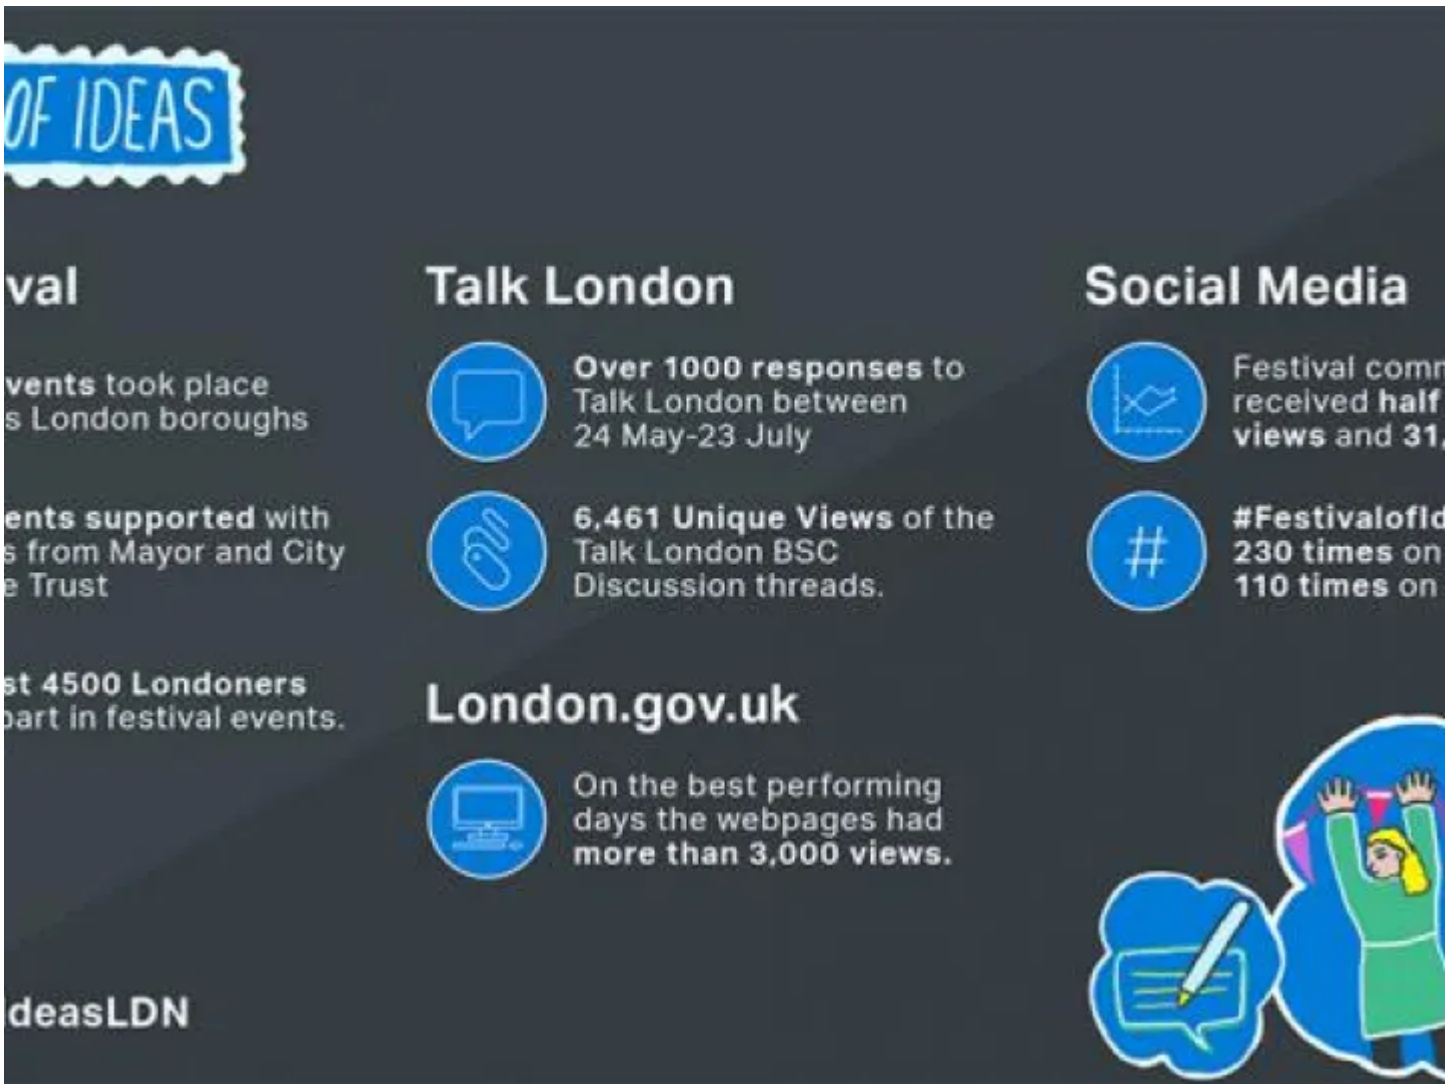 OF IDEAS
val
vents took place
s London boroughs
ents supported with
s from Mayor and City
e Trust
st 4500 Londoners
part in festival events.
Talk London
Over 1000 responses to
Talk London between
24 May-23 July
6,461 Unique Views of the
Talk London BSC
Discussion threads.
London.gov.uk
On the best performing
days the webpages had
more than 3,000 views.
Social Media
Festival comm
received half
views and 31,
#FestivalofId
230 times on
110 times on
#
deasLDN